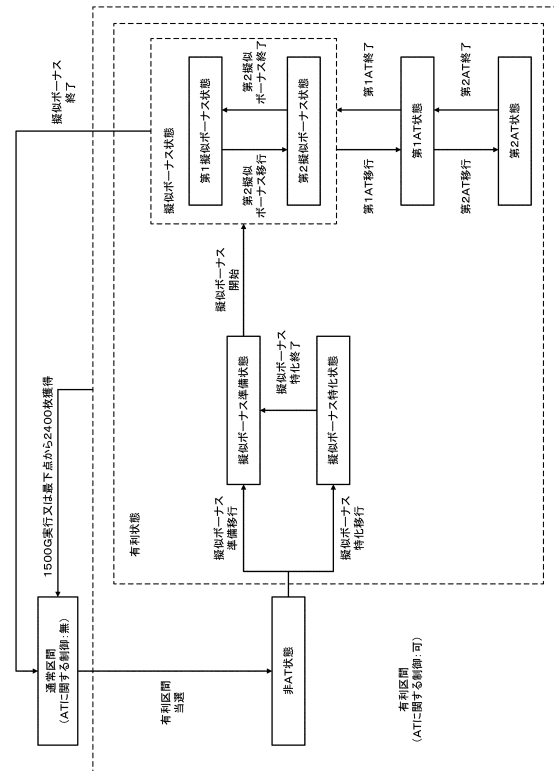 通常区間
（ATに関する制御：無）
1500G実行又は最下点から2400枚獲得
擬似ボーナス
終了
有利区間
当選
有利区間
（ATに関する制御：可）
非AT状態
有利状態
擬似ボーナス
準備移行
擬似ボーナス
特化移行
擬似ボーナス準備状態
擬似ボーナス
特化終了
擬似ボーナス特化状態
擬似ボーナス
開始
擬似ボーナス状態
第1擬似ボーナス状態
第2擬似
ボーナス移行
第2擬似
ボーナス終了
第2擬似ボーナス状態
第1AT移行
第1AT終了
第1AT状態
第2AT移行
第2AT終了
第2AT状態